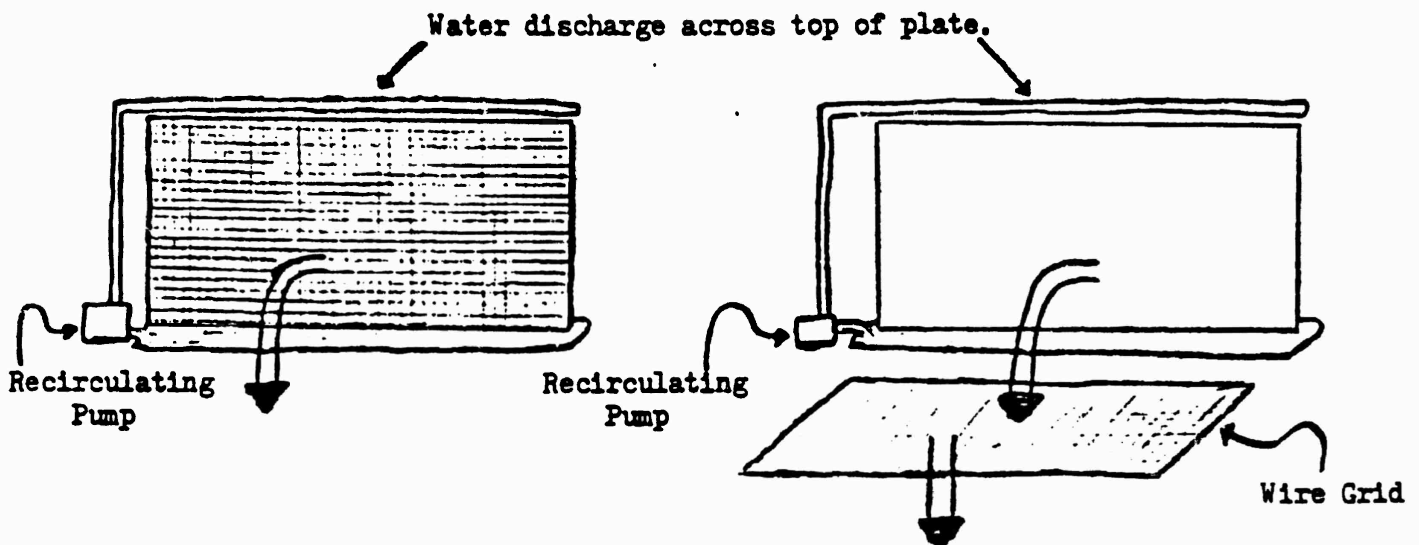 Water discharge across top of plate.
Recirculating
Pump
Recirculating
Pump
Wire Grid